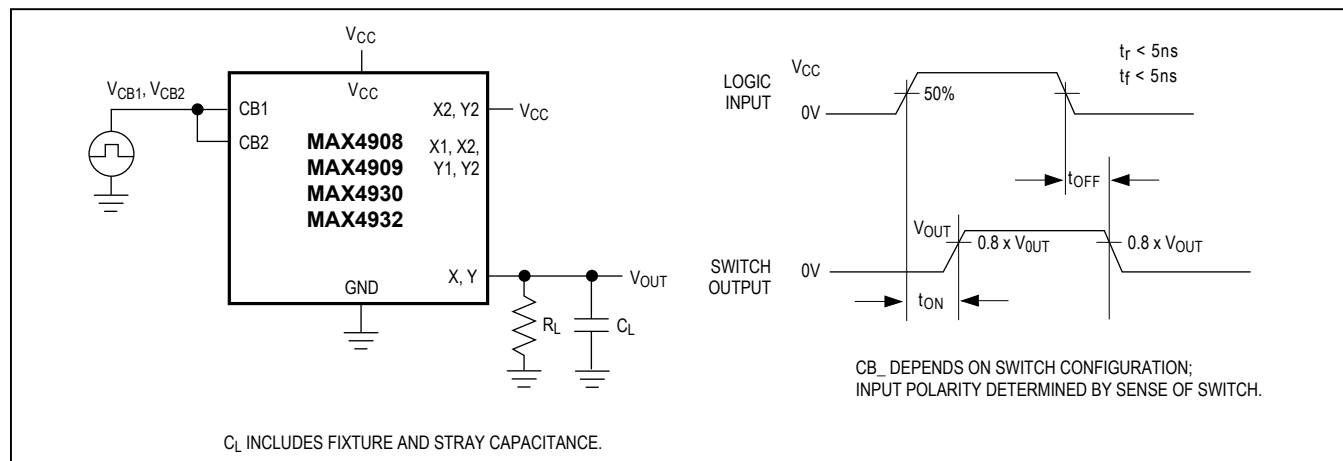 VCC
VCB1, VCB2
VCC
CB1
CB2
X2, Y2
VCC
MAX4908
MAX4909
MAX4930
MAX4932
X1, X2,
Y1, Y2
X, Y
GND
VOUT
RL
CL
CL INCLUDES FIXTURE AND STRAY CAPACITANCE.
tr < 5ns
tf < 5ns
LOGIC
INPUT
VCC
0V
50%
tOFF
SWITCH
OUTPUT
VOUT
0V
0.8 x V0UT
0.8 x VOUT
tON
CB_ DEPENDS ON SWITCH CONFIGURATION;
INPUT POLARITY DETERMINED BY SENSE OF SWITCH.